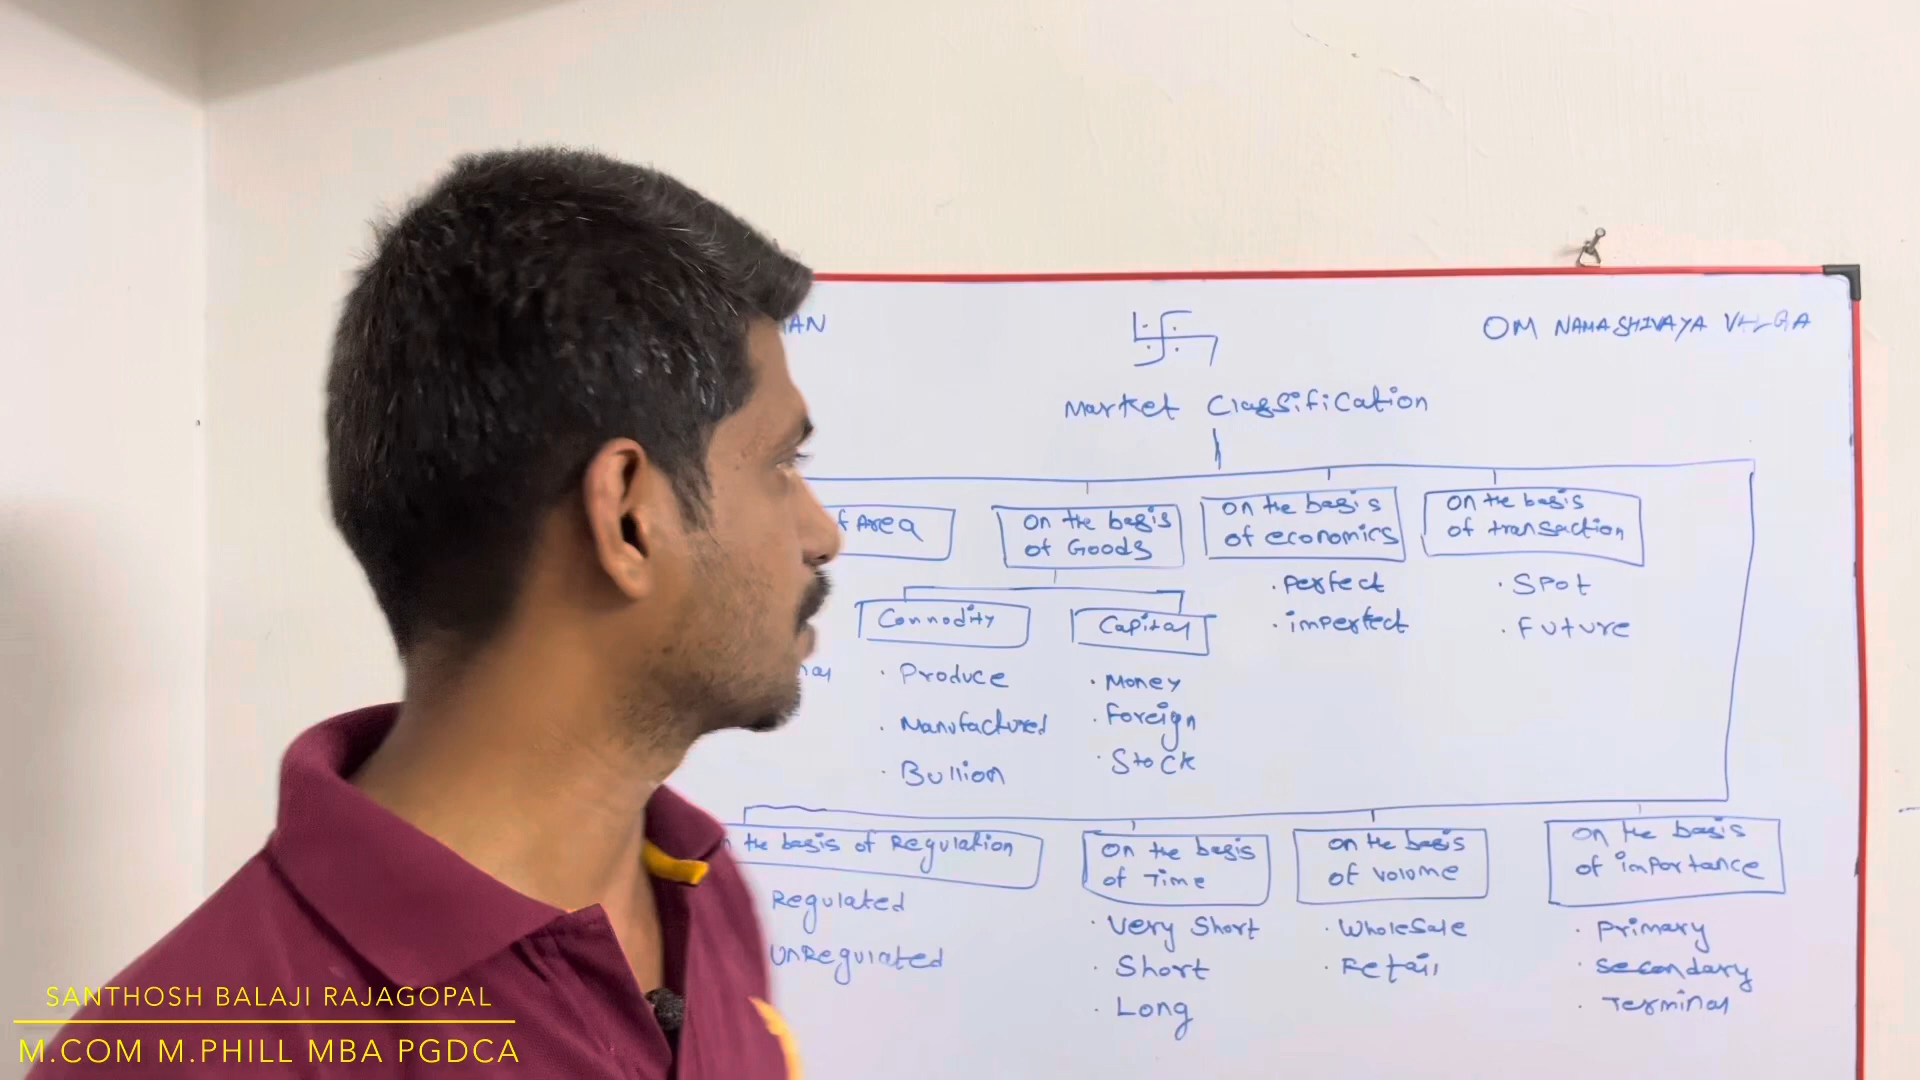 OM NAMASHIVAYA
Market Classification
f Area
on the basis
of Goods
on the basis
of economics
on the basis
of transaction
Commodity
Capital
· Perfect
· imperfect
· Spot
· Future
· Produce
· Manufactured
· Bullion
· Money
· Foreign
· Stock
the basis of Regulation
Regulated
UnRegulated
on the basis
of Time
· Very Short
· Short
· Long
on the basis
of volume
· Wholesale
· Retail
on the basis
of importance
· Primary
· Secondary
· Terminal
SANTHOSH BALAJI RAJAGOPAL
M.COM M.PHILL MBA PGDCA